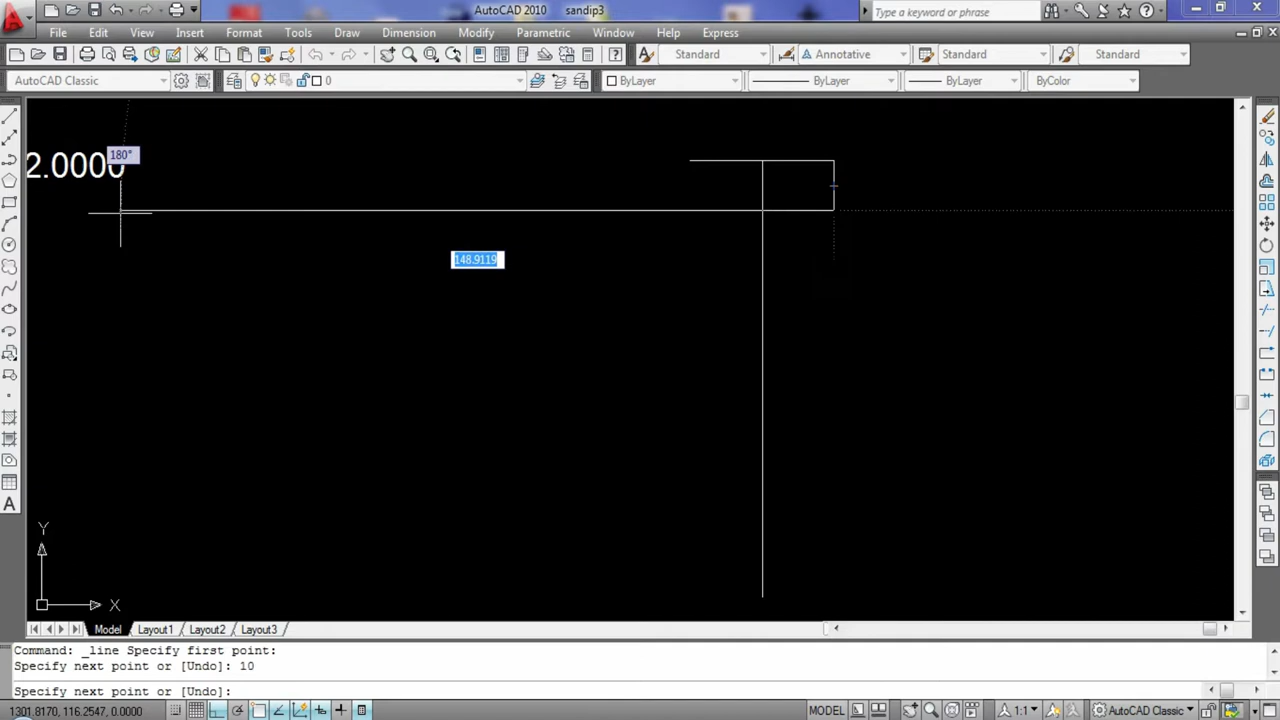 AutoCAD 2010 sandip3
Type a keyword or phrase
File Edit View Insert Format Tools Draw Dimension Modify Parametric Window Help Express
Standard Annotative Standard Standard
AutoCAD Classic 0 ByLayer ByLayer ByLayer ByColor
2.0000
180°
148.9119
Y
X
Model Layout1 Layout2 Layout3
Command: _line Specify first point:
Specify next point or [Undo]: 10
Specify next point or [Undo]:
1301.8170, 116.2547, 0.0000 MODEL 1:1 AutoCAD Classic